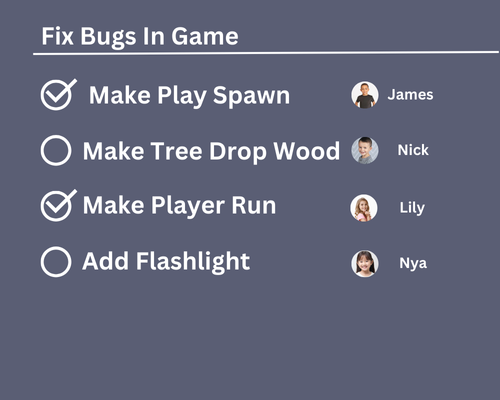 Fix Bugs In Game
Make Play Spawn James
Make Tree Drop Wood Nick
Make Player Run Lily
Add Flashlight Nya